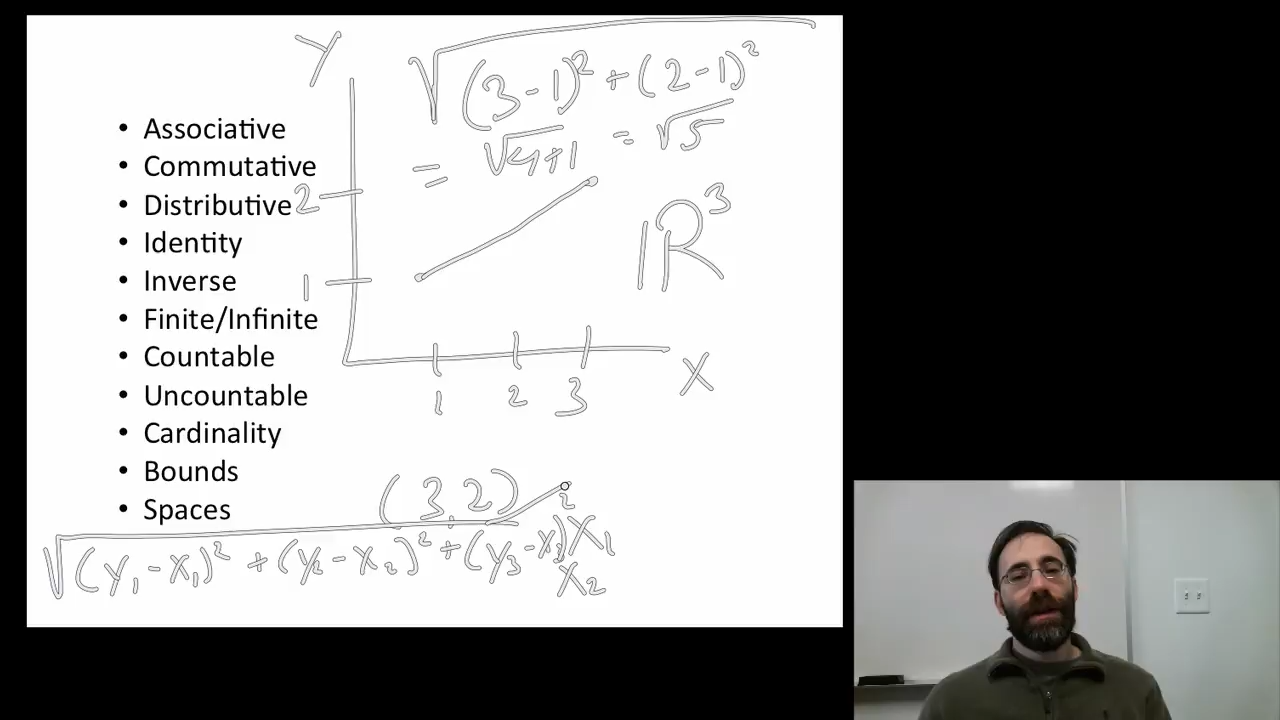 Y
√(3-1)² + (2-1)²
= √4+1 = √5
• Associative
• Commutative
• Distributive
• Identity
• Inverse
• Finite/Infinite
• Countable
• Uncountable
• Cardinality
• Bounds
• Spaces
2
1
ℝ³
1 2 3
X
(3,2)
√(y₁-x₁)² + (y₂-x₂)² + (y₃-x₃)²
X₁
X₂